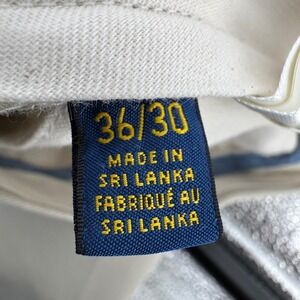 36/30
MADE IN
SRI LANKA
FABRIQUÉ AU
SRI LANKA